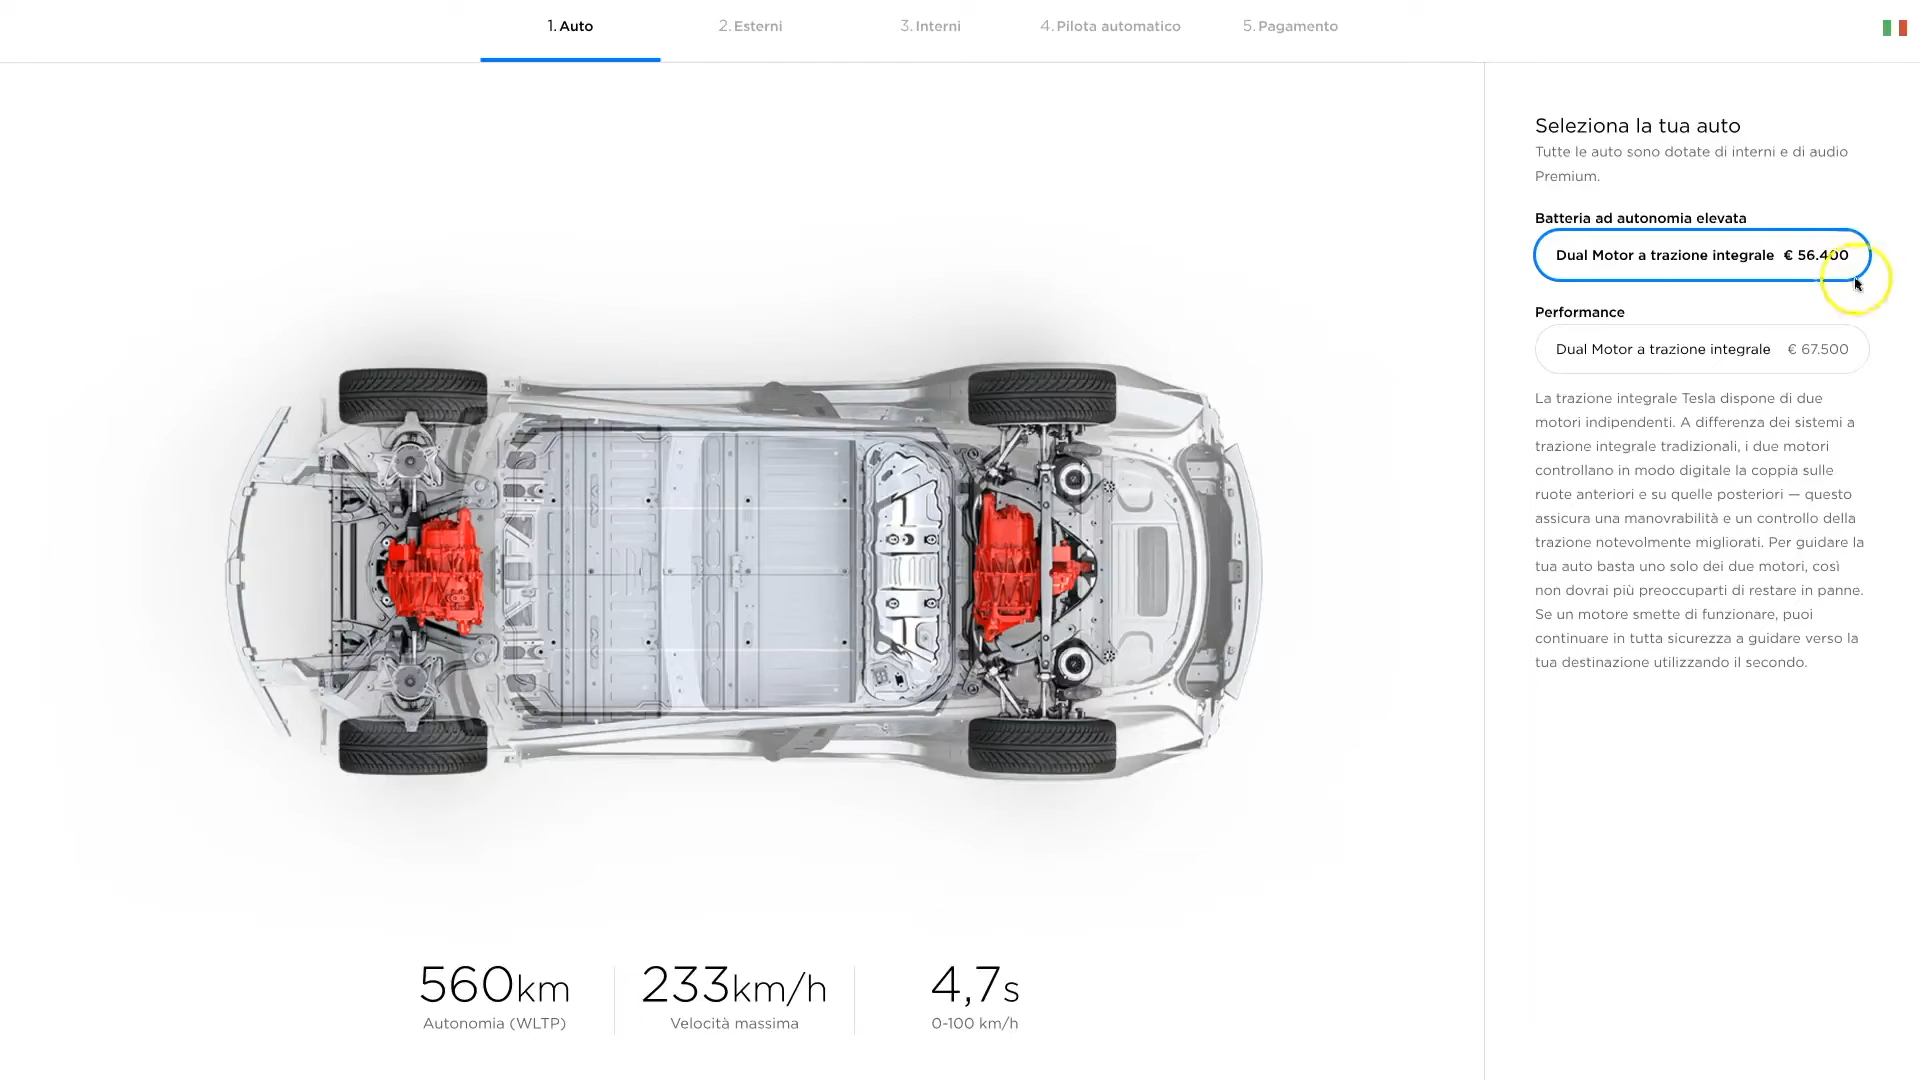 1. Auto
2. Esterni
3. Interni
4. Pilota automatico
5. Pagamento
Seleziona la tua auto
Tutte le auto sono dotate di interni e di audio
Premium.
Batteria ad autonomia elevata
Dual Motor a trazione integrale € 56.400
Performance
Dual Motor a trazione integrale € 67.500
La trazione integrale Tesla dispone di due
motori indipendenti. A differenza dei sistemi a
trazione integrale tradizionali, i due motori
controllano in modo digitale la coppia sulle
ruote anteriori e su quelle posteriori — questo
assicura una manovrabilità e un controllo della
trazione notevolmente migliorati. Per guidare la
tua auto basta uno solo dei due motori, così
non dovrai più preoccuparti di restare in panne.
Se un motore smette di funzionare, puoi
continuare in tutta sicurezza a guidare verso la
tua destinazione utilizzando il secondo.
560km
Autonomia (WLTP)
233km/h
Velocità massima
4,7s
0-100 km/h